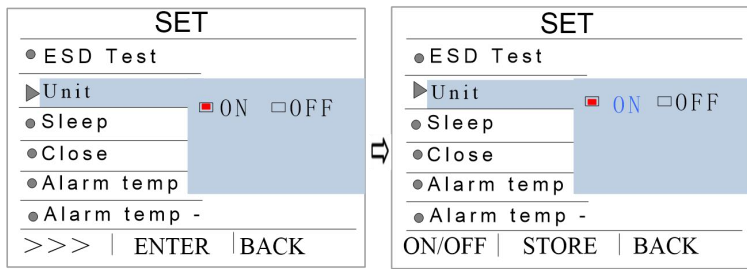 SET
ESD Test
Unit
ON OFF
Sleep
Close
Alarm temp
Alarm temp -
>>> | ENTER | BACK
SET
ESD Test
Unit
ON OFF
Sleep
Close
Alarm temp
Alarm temp -
ON/OFF | STORE | BACK